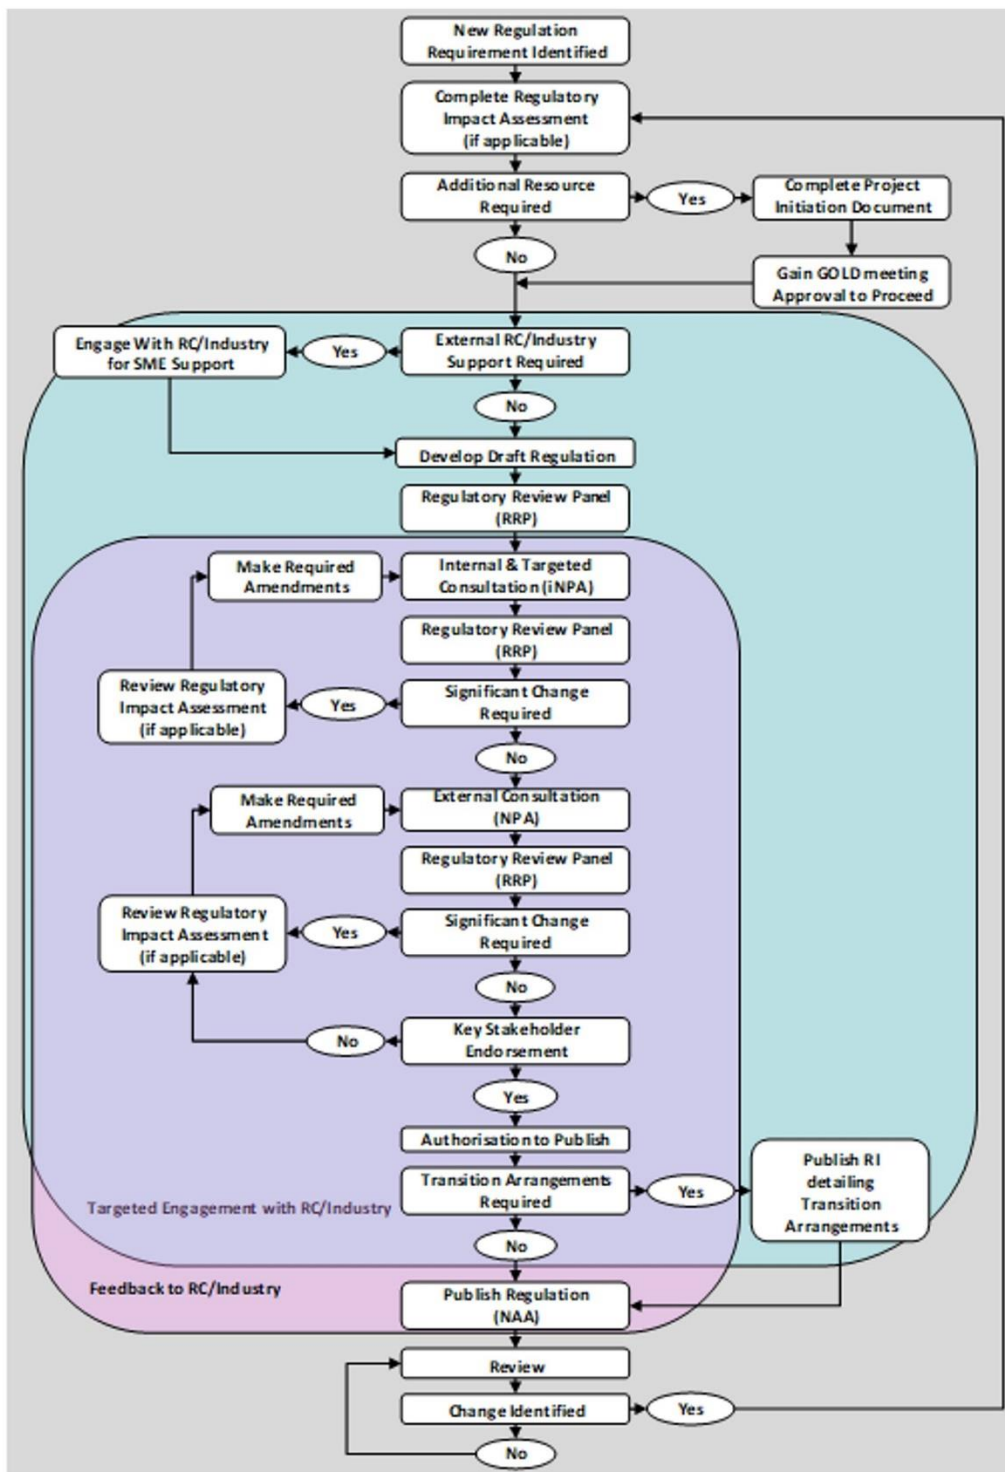 New Regulation
Requirement Identified
Complete Regulatory
Impact Assessment
(if applicable)
Additional Resource
Required
Yes
Complete Project
Initiation Document
No
Gain GOLD meeting
Approval to Proceed
Engage With RC/Industry
for SME Support
Yes
External RC/Industry
Support Required
No
Develop Draft Regulation
Regulatory Review Panel
(RRP)
Make Required
Amendments
Internal & Targeted
Consultation (iNPA)
Regulatory Review Panel
(RRP)
Review Regulatory
Impact Assessment
(if applicable)
Yes
Significant Change
Required
No
Make Required
Amendments
External Consultation
(NPA)
Regulatory Review Panel
(RRP)
Review Regulatory
Impact Assessment
(if applicable)
Yes
Significant Change
Required
No
No
Key Stakeholder
Endorsement
Yes
Authorisation to Publish
Transition Arrangements
Required
Yes
Publish RI
detailing
Transition
Arrangements
Targeted Engagement with RC/Industry
No
Feedback to RC/Industry
Publish Regulation
(NAA)
Review
Change Identified
Yes
No